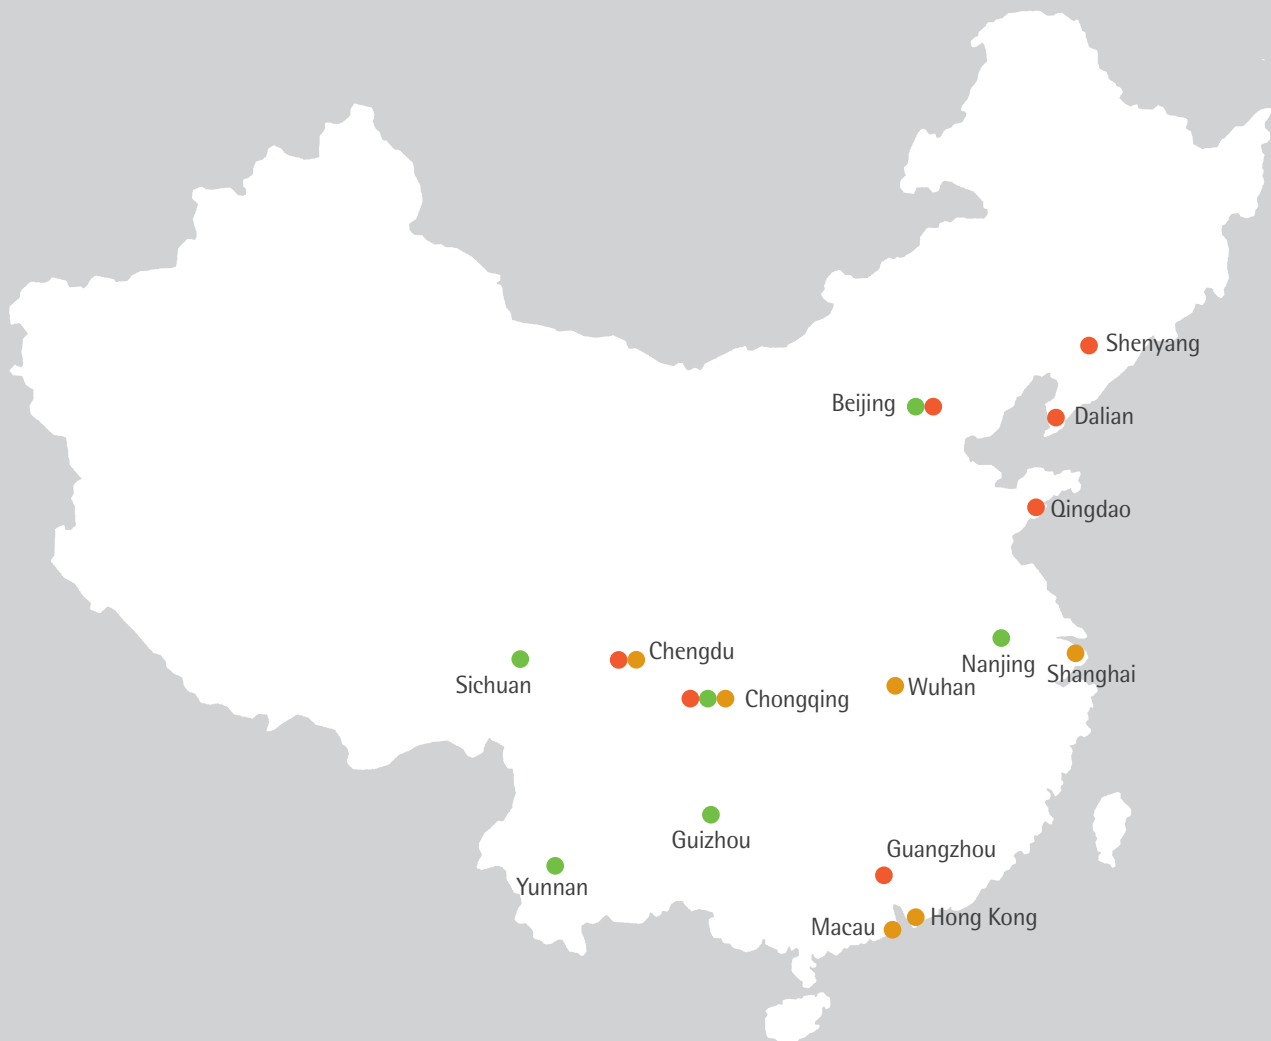 Shenyang
Beijing
Dalian
Qingdao
Chengdu
Nanjing
Shanghai
Sichuan
Wuhan
Chongqing
Guizhou
Guangzhou
Yunnan
Hong Kong
Macau